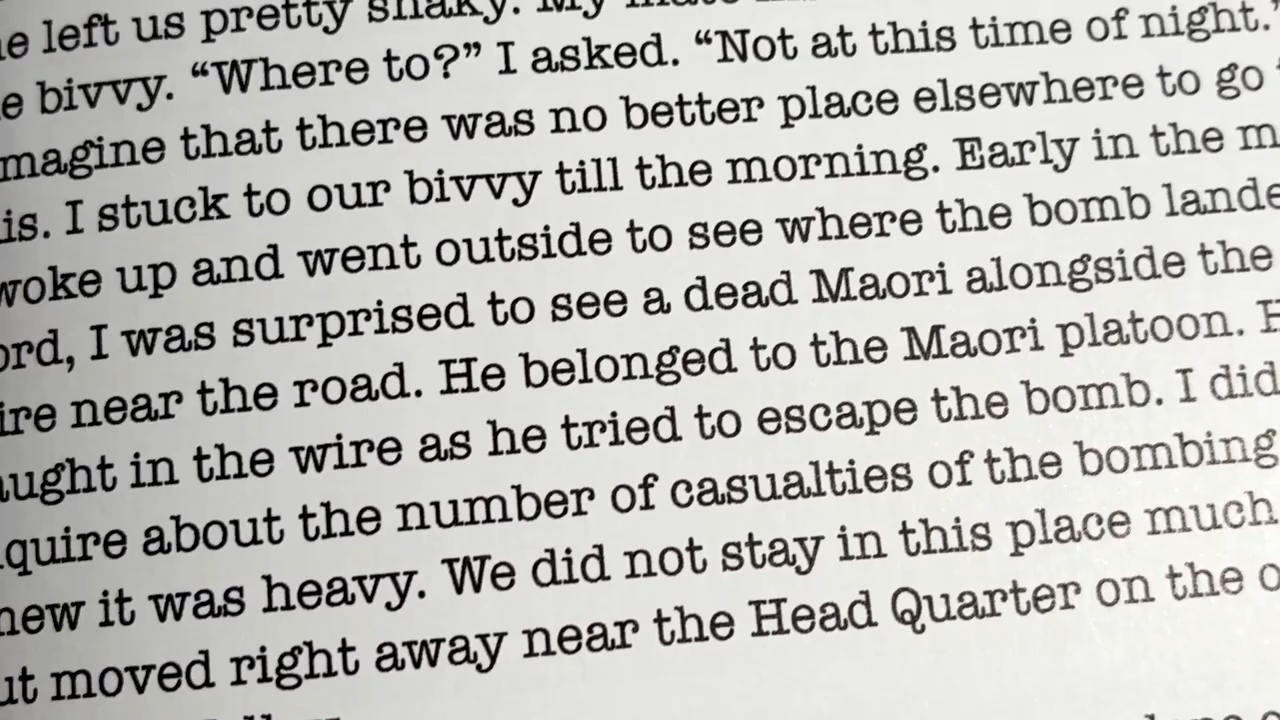 e left us pretty shaky. My
e bivvy. “Where to?” I asked. “Not at this time of night.”
magine that there was no better place elsewhere to go
is. I stuck to our bivvy till the morning. Early in the m
woke up and went outside to see where the bomb lande
ord, I was surprised to see a dead Maori alongside the
ire near the road. He belonged to the Maori platoon. H
aught in the wire as he tried to escape the bomb. I did
quire about the number of casualties of the bombing
new it was heavy. We did not stay in this place much
ut moved right away near the Head Quarter on the o